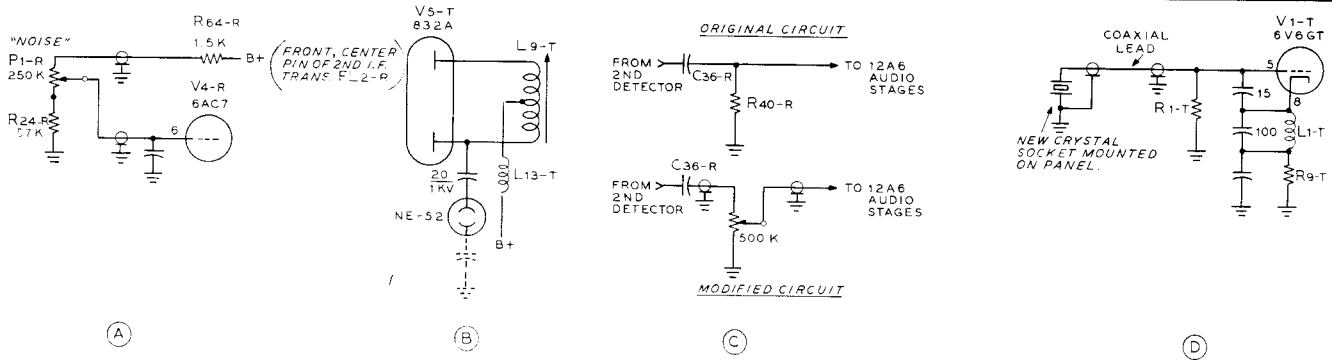 "NOISE"
P1-R
250 K
R24-R
57 K
R64-R
1.5 K
B+
V4-R
6AC7
6
(FRONT, CENTER
PIN OF 2ND I.F.
TRANS. FL2-R)
A
V5-T
832A
L9-T
20
1KV
L13-T
NE-52
B+
B
ORIGINAL CIRCUIT
FROM
2ND
DETECTOR
C36-R
R40-R
TO 12A6
AUDIO
STAGES
FROM
2ND
DETECTOR
C36-R
500 K
TO 12A6
AUDIO
STAGES
MODIFIED CIRCUIT
C
V1-T
6V6GT
COAXIAL
LEAD
5
8
15
100
R1-T
L1-T
R9-T
NEW CRYSTAL
SOCKET MOUNTED
ON PANEL.
D